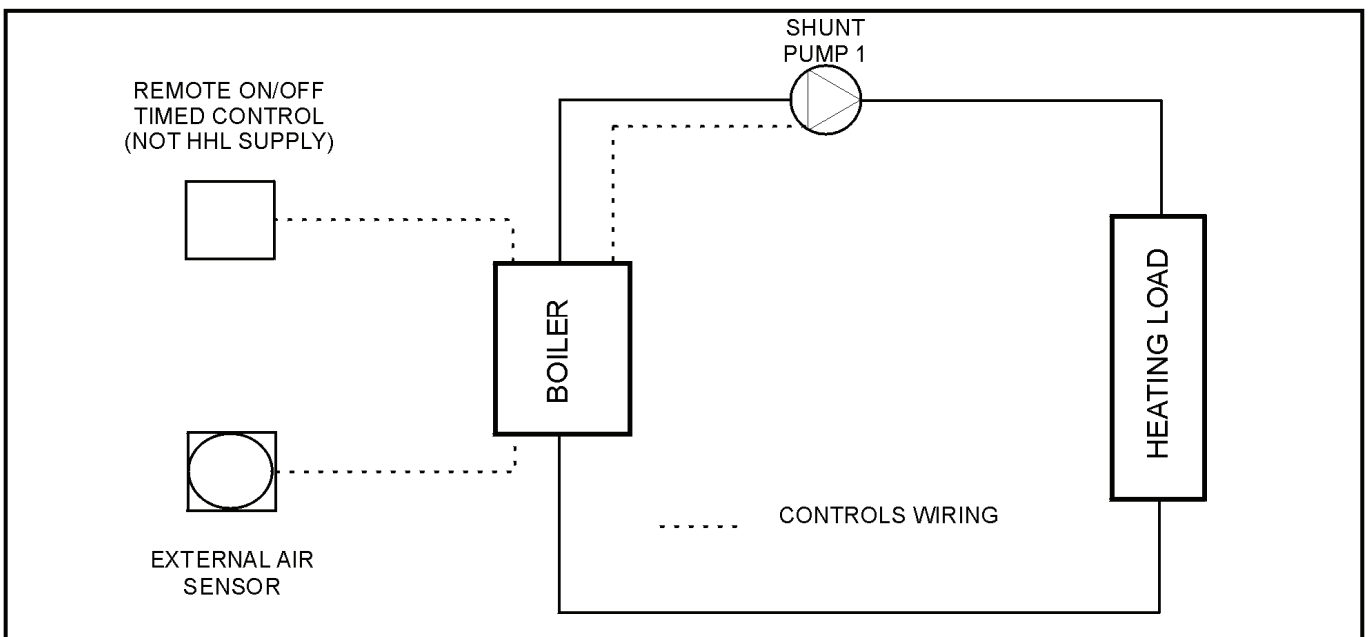 SHUNT
PUMP 1
REMOTE ON/OFF
TIMED CONTROL
(NOT HHL SUPPLY)
BOILER
HEATING LOAD
CONTROLS WIRING
EXTERNAL AIR
SENSOR